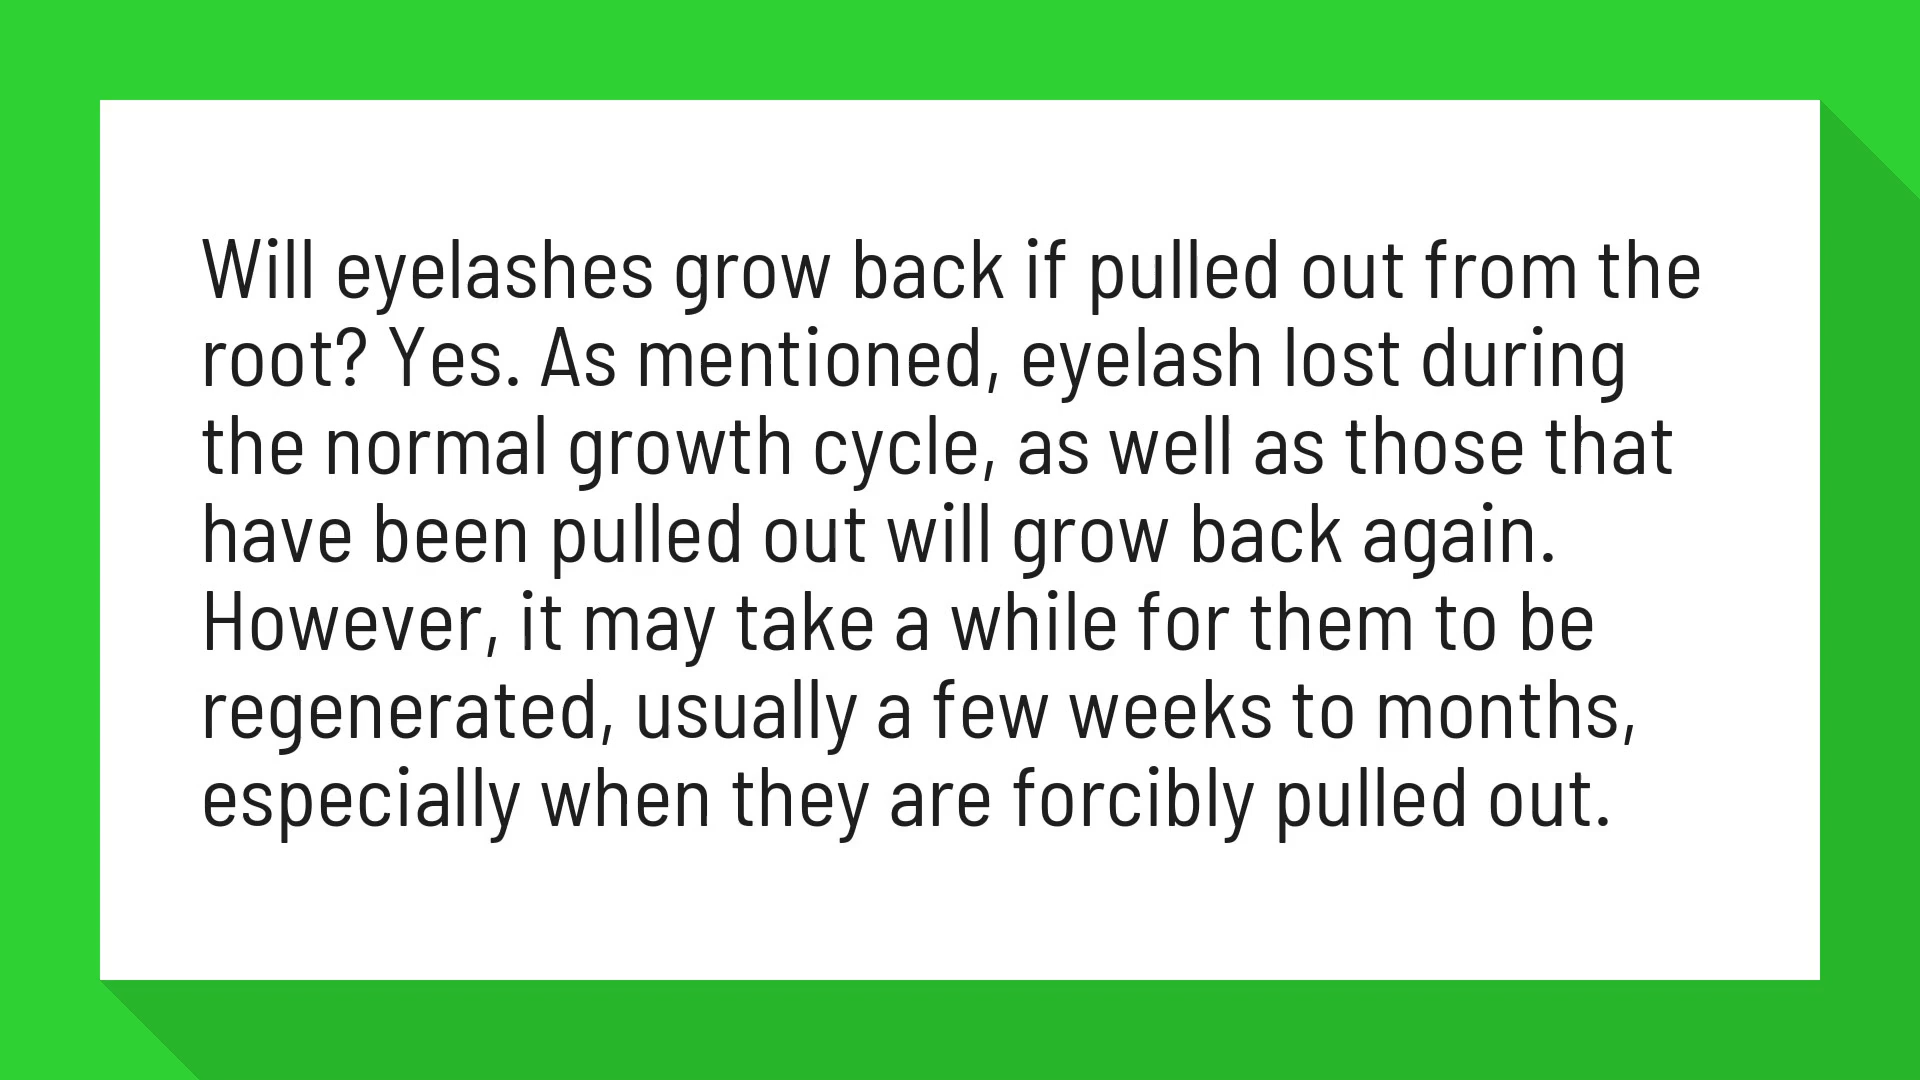 Will eyelashes grow back if pulled out from the
root? Yes. As mentioned, eyelash lost during
the normal growth cycle, as well as those that
have been pulled out will grow back again.
However, it may take a while for them to be
regenerated, usually a few weeks to months,
especially when they are forcibly pulled out.